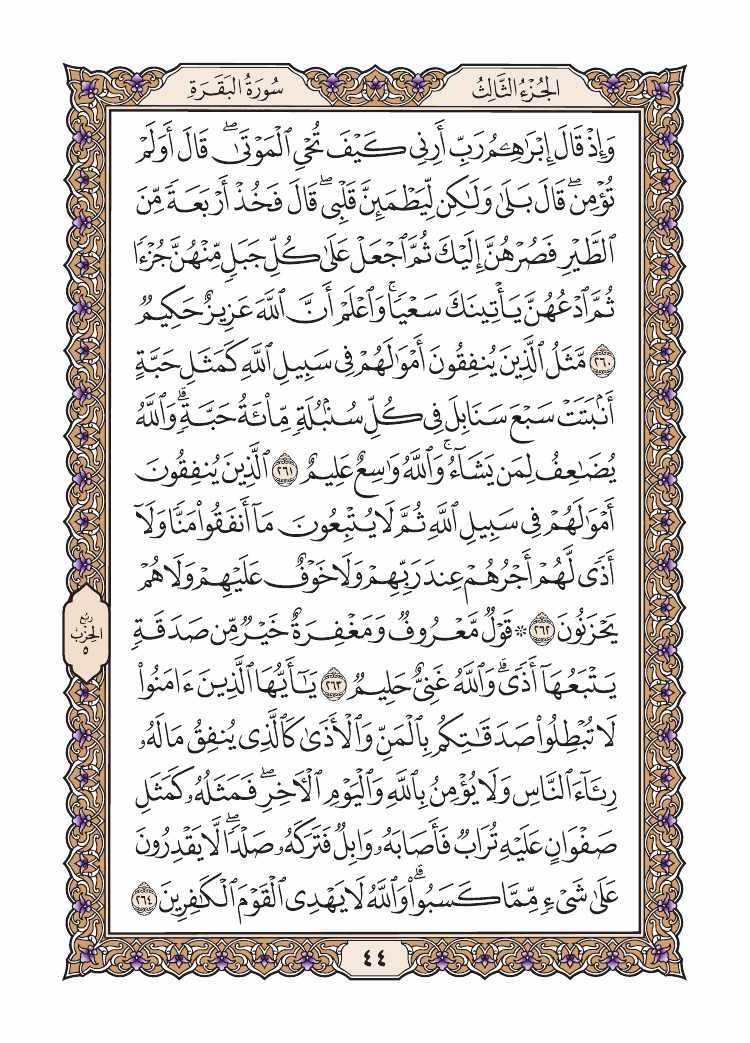 الجُزْءُ الثَّالِثُ
سُورَةُ البَقَرَةِ
وَإِذْ قَالَ إِبْرَٰهِـۧمُ رَبِّ أَرِنِى كَيْفَ تُحْىِ ٱلْمَوْتَىٰ ۖ قَالَ أَوَلَمْ
تُؤْمِن ۖ قَالَ بَلَىٰ وَلَـٰكِن لِّيَطْمَئِنَّ قَلْبِى ۖ قَالَ فَخُذْ أَرْبَعَةً مِّنَ
ٱلطَّيْرِ فَصُرْهُنَّ إِلَيْكَ ثُمَّ ٱجْعَلْ عَلَىٰ كُلِّ جَبَلٍ مِّنْهُنَّ جُزْءًا
ثُمَّ ٱدْعُهُنَّ يَأْتِينَكَ سَعْيًا ۚ وَٱعْلَمْ أَنَّ ٱللَّهَ عَزِيزٌ حَكِيمٌ
٢٦٠ مَّثَلُ ٱلَّذِينَ يُنفِقُونَ أَمْوَٰلَهُمْ فِى سَبِيلِ ٱللَّهِ كَمَثَلِ حَبَّةٍ
أَنۢبَتَتْ سَبْعَ سَنَابِلَ فِى كُلِّ سُنۢبُلَةٍ مِّا۟ئَةُ حَبَّةٍ ۗ وَٱللَّهُ
يُضَـٰعِفُ لِمَن يَشَآءُ ۚ وَٱللَّهُ وَٰسِعٌ عَلِيمٌ ٢٦١ ٱلَّذِينَ يُنفِقُونَ
أَمْوَٰلَهُمْ فِى سَبِيلِ ٱللَّهِ ثُمَّ لَا يُتْبِعُونَ مَآ أَنفَقُوا۟ مَنًّا وَلَآ
أَذًى لَّهُمْ أَجْرُهُمْ عِندَ رَبِّهِمْ وَلَا خَوْفٌ عَلَيْهِمْ وَلَا هُمْ
يَحْزَنُونَ ٢٦٢ ۞ قَوْلٌ مَّعْرُوفٌ وَمَغْفِرَةٌ خَيْرٌ مِّن صَدَقَةٍ
يَتْبَعُهَآ أَذًى ۗ وَٱللَّهُ غَنِىٌّ حَلِيمٌ ٢٦٣ يَـٰٓأَيُّهَا ٱلَّذِينَ ءَامَنُوا۟
لَا تُبْطِلُوا۟ صَدَقَـٰتِكُم بِٱلْمَنِّ وَٱلْأَذَىٰ كَٱلَّذِى يُنفِقُ مَالَهُۥ
رِئَآءَ ٱلنَّاسِ وَلَا يُؤْمِنُ بِٱللَّهِ وَٱلْيَوْمِ ٱلْـَٔاخِرِ ۖ فَمَثَلُهُۥ كَمَثَلِ
صَفْوَانٍ عَلَيْهِ تُرَابٌ فَأَصَابَهُۥ وَابِلٌ فَتَرَكَهُۥ صَلْدًا ۖ لَّا يَقْدِرُونَ
عَلَىٰ شَىْءٍ مِّمَّا كَسَبُوا۟ ۗ وَٱللَّهُ لَا يَهْدِى ٱلْقَوْمَ ٱلْكَـٰفِرِينَ ٢٦٤
ربع
الحزب
٥
٤٤